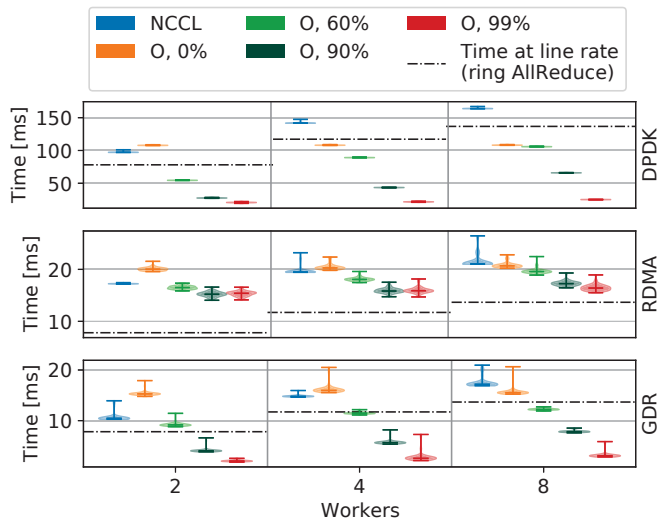 NCCL
O, 60%
O, 99%
O, 0%
O, 90%
Time at line rate
(ring AllReduce)
150
100
50
Time [ms]
DPDK
20
10
Time [ms]
RDMA
20
10
Time [ms]
GDR
2
4
8
Workers